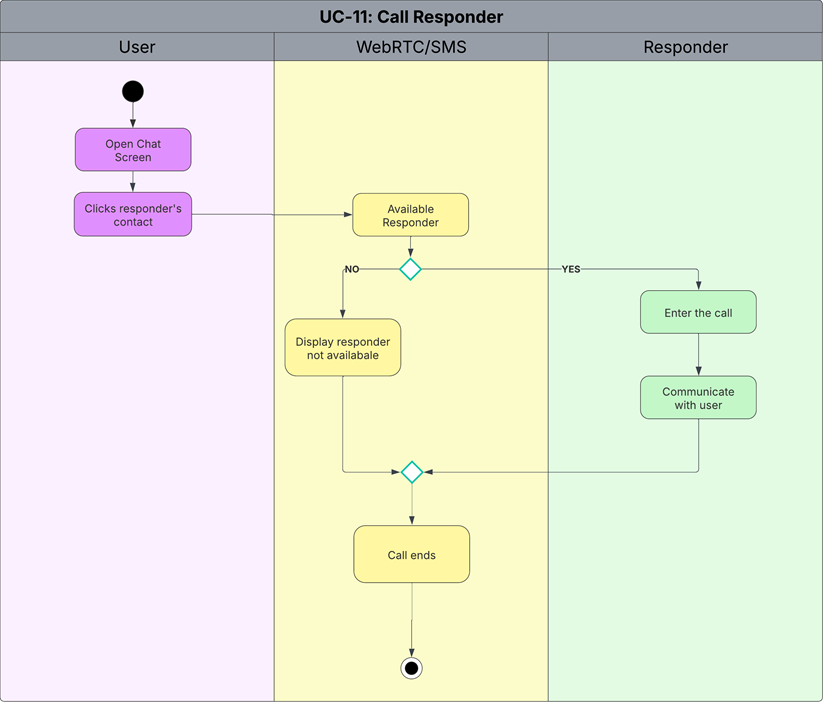 UC-11: Call Responder
User
WebRTC/SMS
Responder
Open Chat
Screen
Clicks responder's
contact
Available
Responder
NO
YES
Display responder
not availabale
Enter the call
Communicate
with user
Call ends